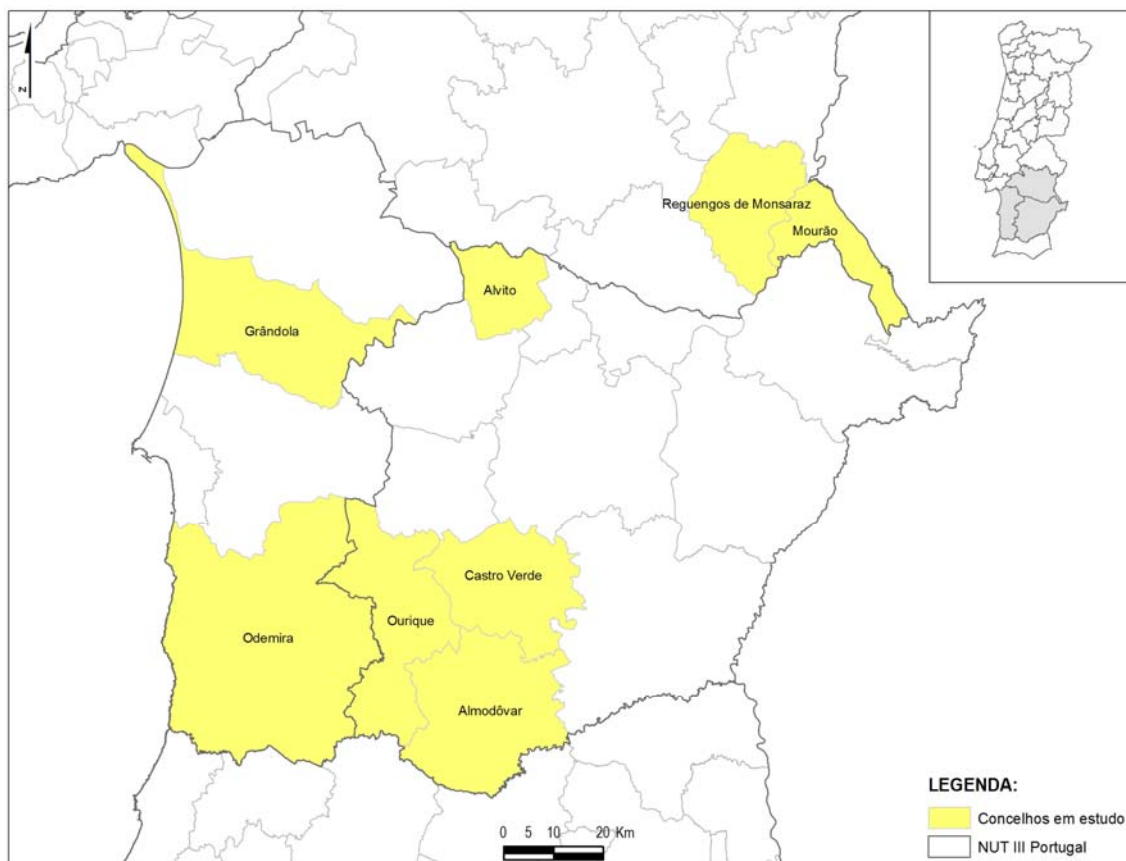 z
Reguengos de Monsaraz
Mourão
Alvito
Grândola
Castro Verde
Ourique
Odemira
Almodôvar
LEGENDA:
Concelhos em estudo
NUT III Portugal
0 5 10 20 Km